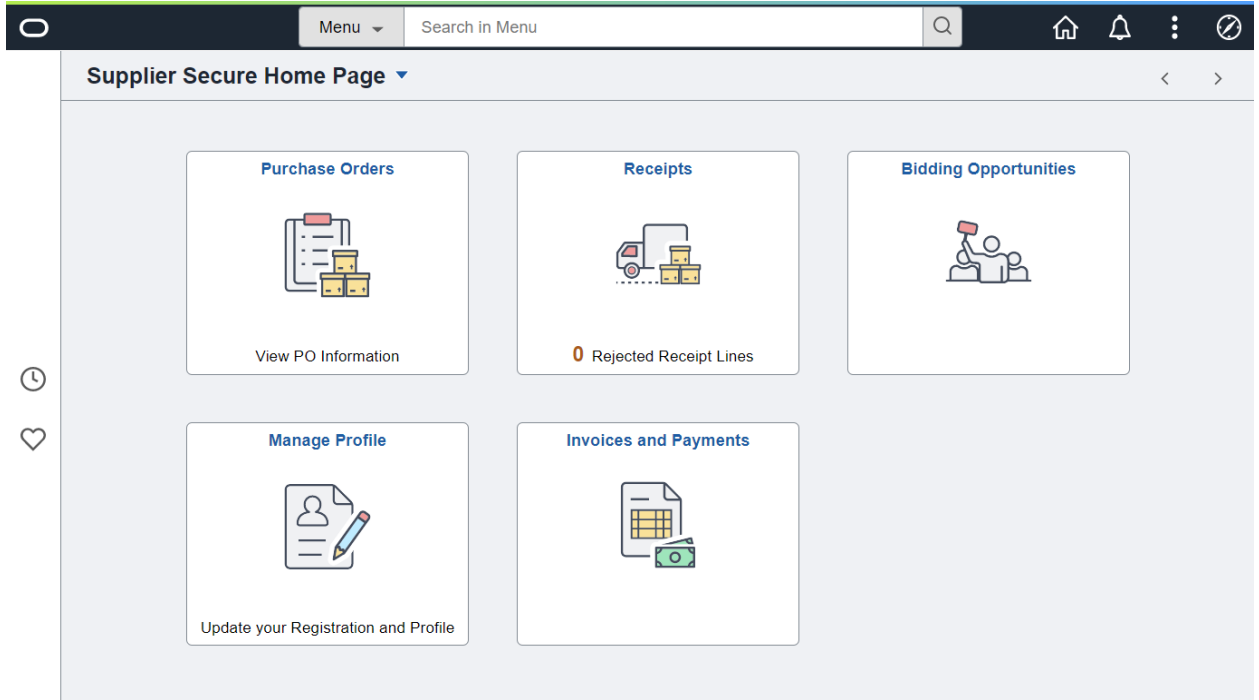 Menu Search in Menu
Supplier Secure Home Page
Purchase Orders
View PO Information
Receipts
0 Rejected Receipt Lines
Bidding Opportunities
Manage Profile
Update your Registration and Profile
Invoices and Payments